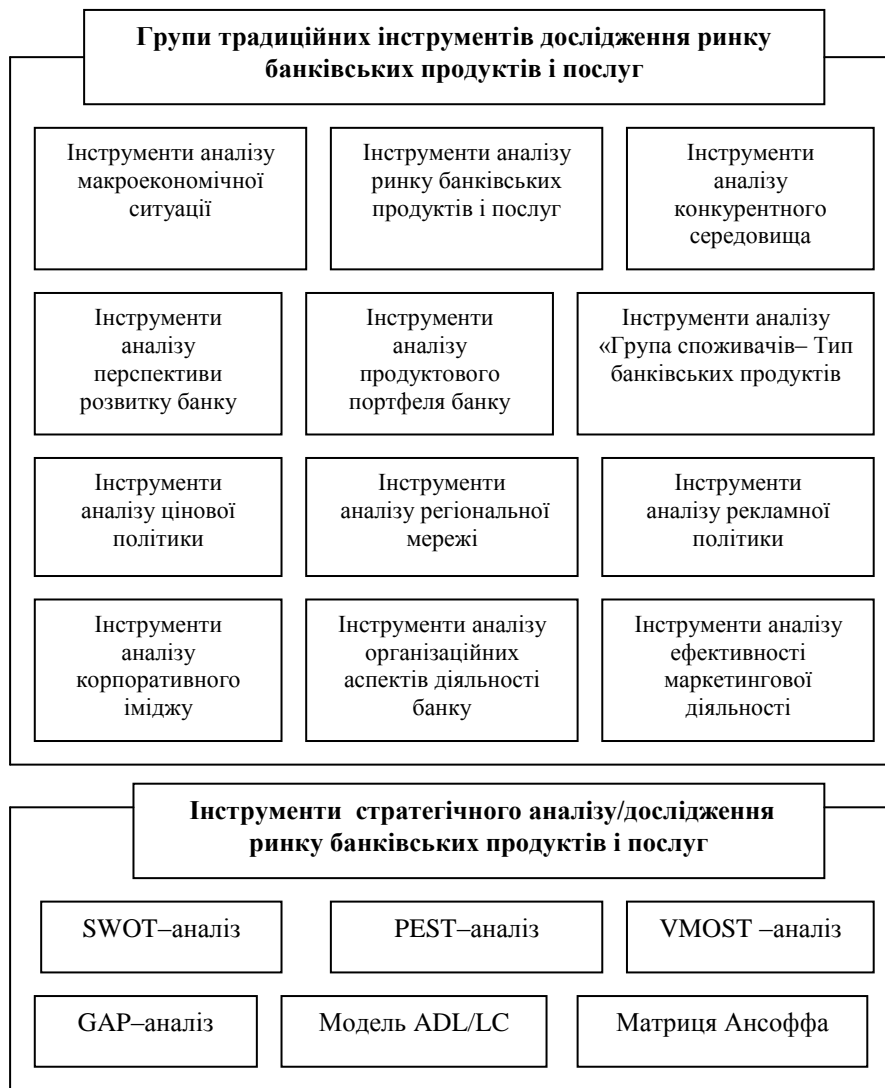 Групи традиційних інструментів дослідження ринку
банківських продуктів і послуг
Інструменти аналізу
макроекономічної
ситуації
Інструменти аналізу
ринку банківських
продуктів і послуг
Інструменти
аналізу
конкурентного
середовища
Інструменти
аналізу
перспективи
розвитку банку
Інструменти
аналізу
продуктового
портфеля банку
Інструменти аналізу
«Група споживачів– Тип
банківських продуктів
Інструменти
аналізу цінової
політики
Інструменти
аналізу регіональної
мережі
Інструменти
аналізу рекламної
політики
Інструменти
аналізу
корпоративного
іміджу
Інструменти аналізу
організаційних
аспектів діяльності
банку
Інструменти аналізу
ефективності
маркетингової
діяльності
Інструменти стратегічного аналізу/дослідження
ринку банківських продуктів і послуг
SWOT–аналіз
PEST–аналіз
VMOST –аналіз
GAP–аналіз
Модель ADL/LC
Матриця Ансоффа